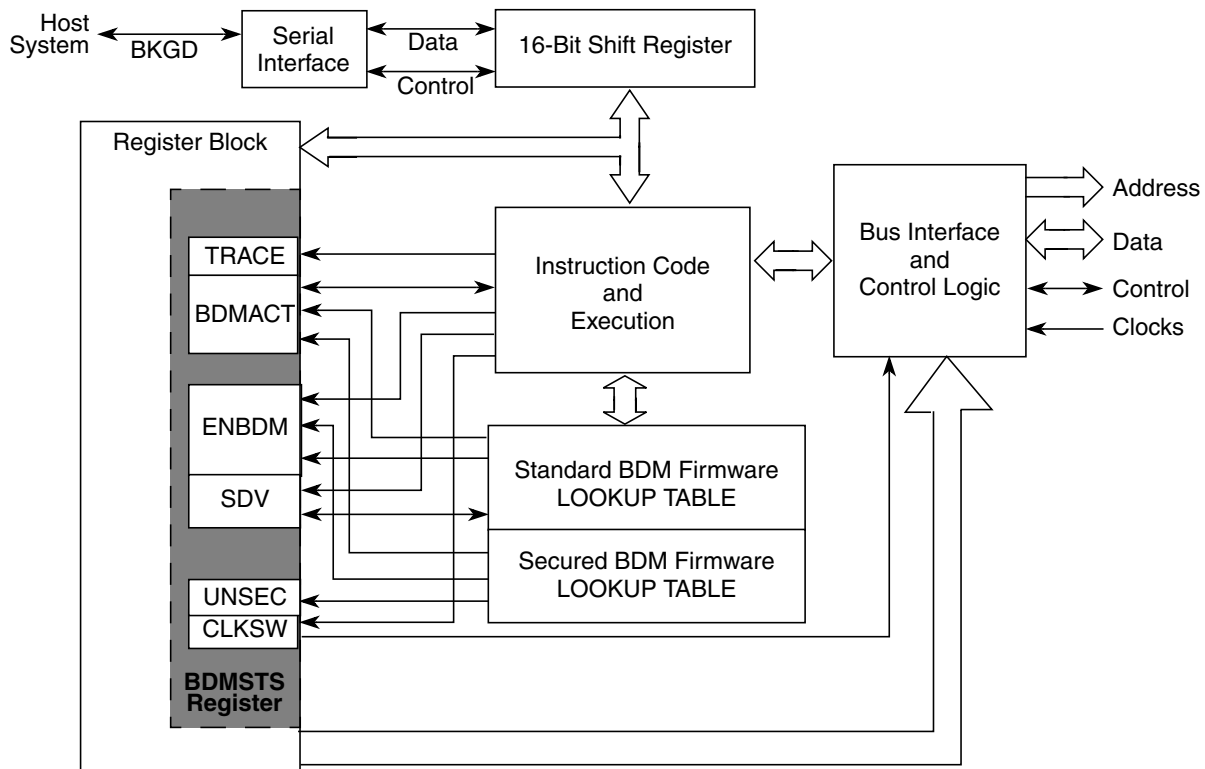 Host
System
BKGD
Serial
Interface
Data
Control
16-Bit Shift Register
Register Block
TRACE
BDMACT
ENBDM
SDV
UNSEC
CLKSW
BDMSTS
Register
Instruction Code
and
Execution
Standard BDM Firmware
LOOKUP TABLE
Secured BDM Firmware
LOOKUP TABLE
Bus Interface
and
Control Logic
Address
Data
Control
Clocks